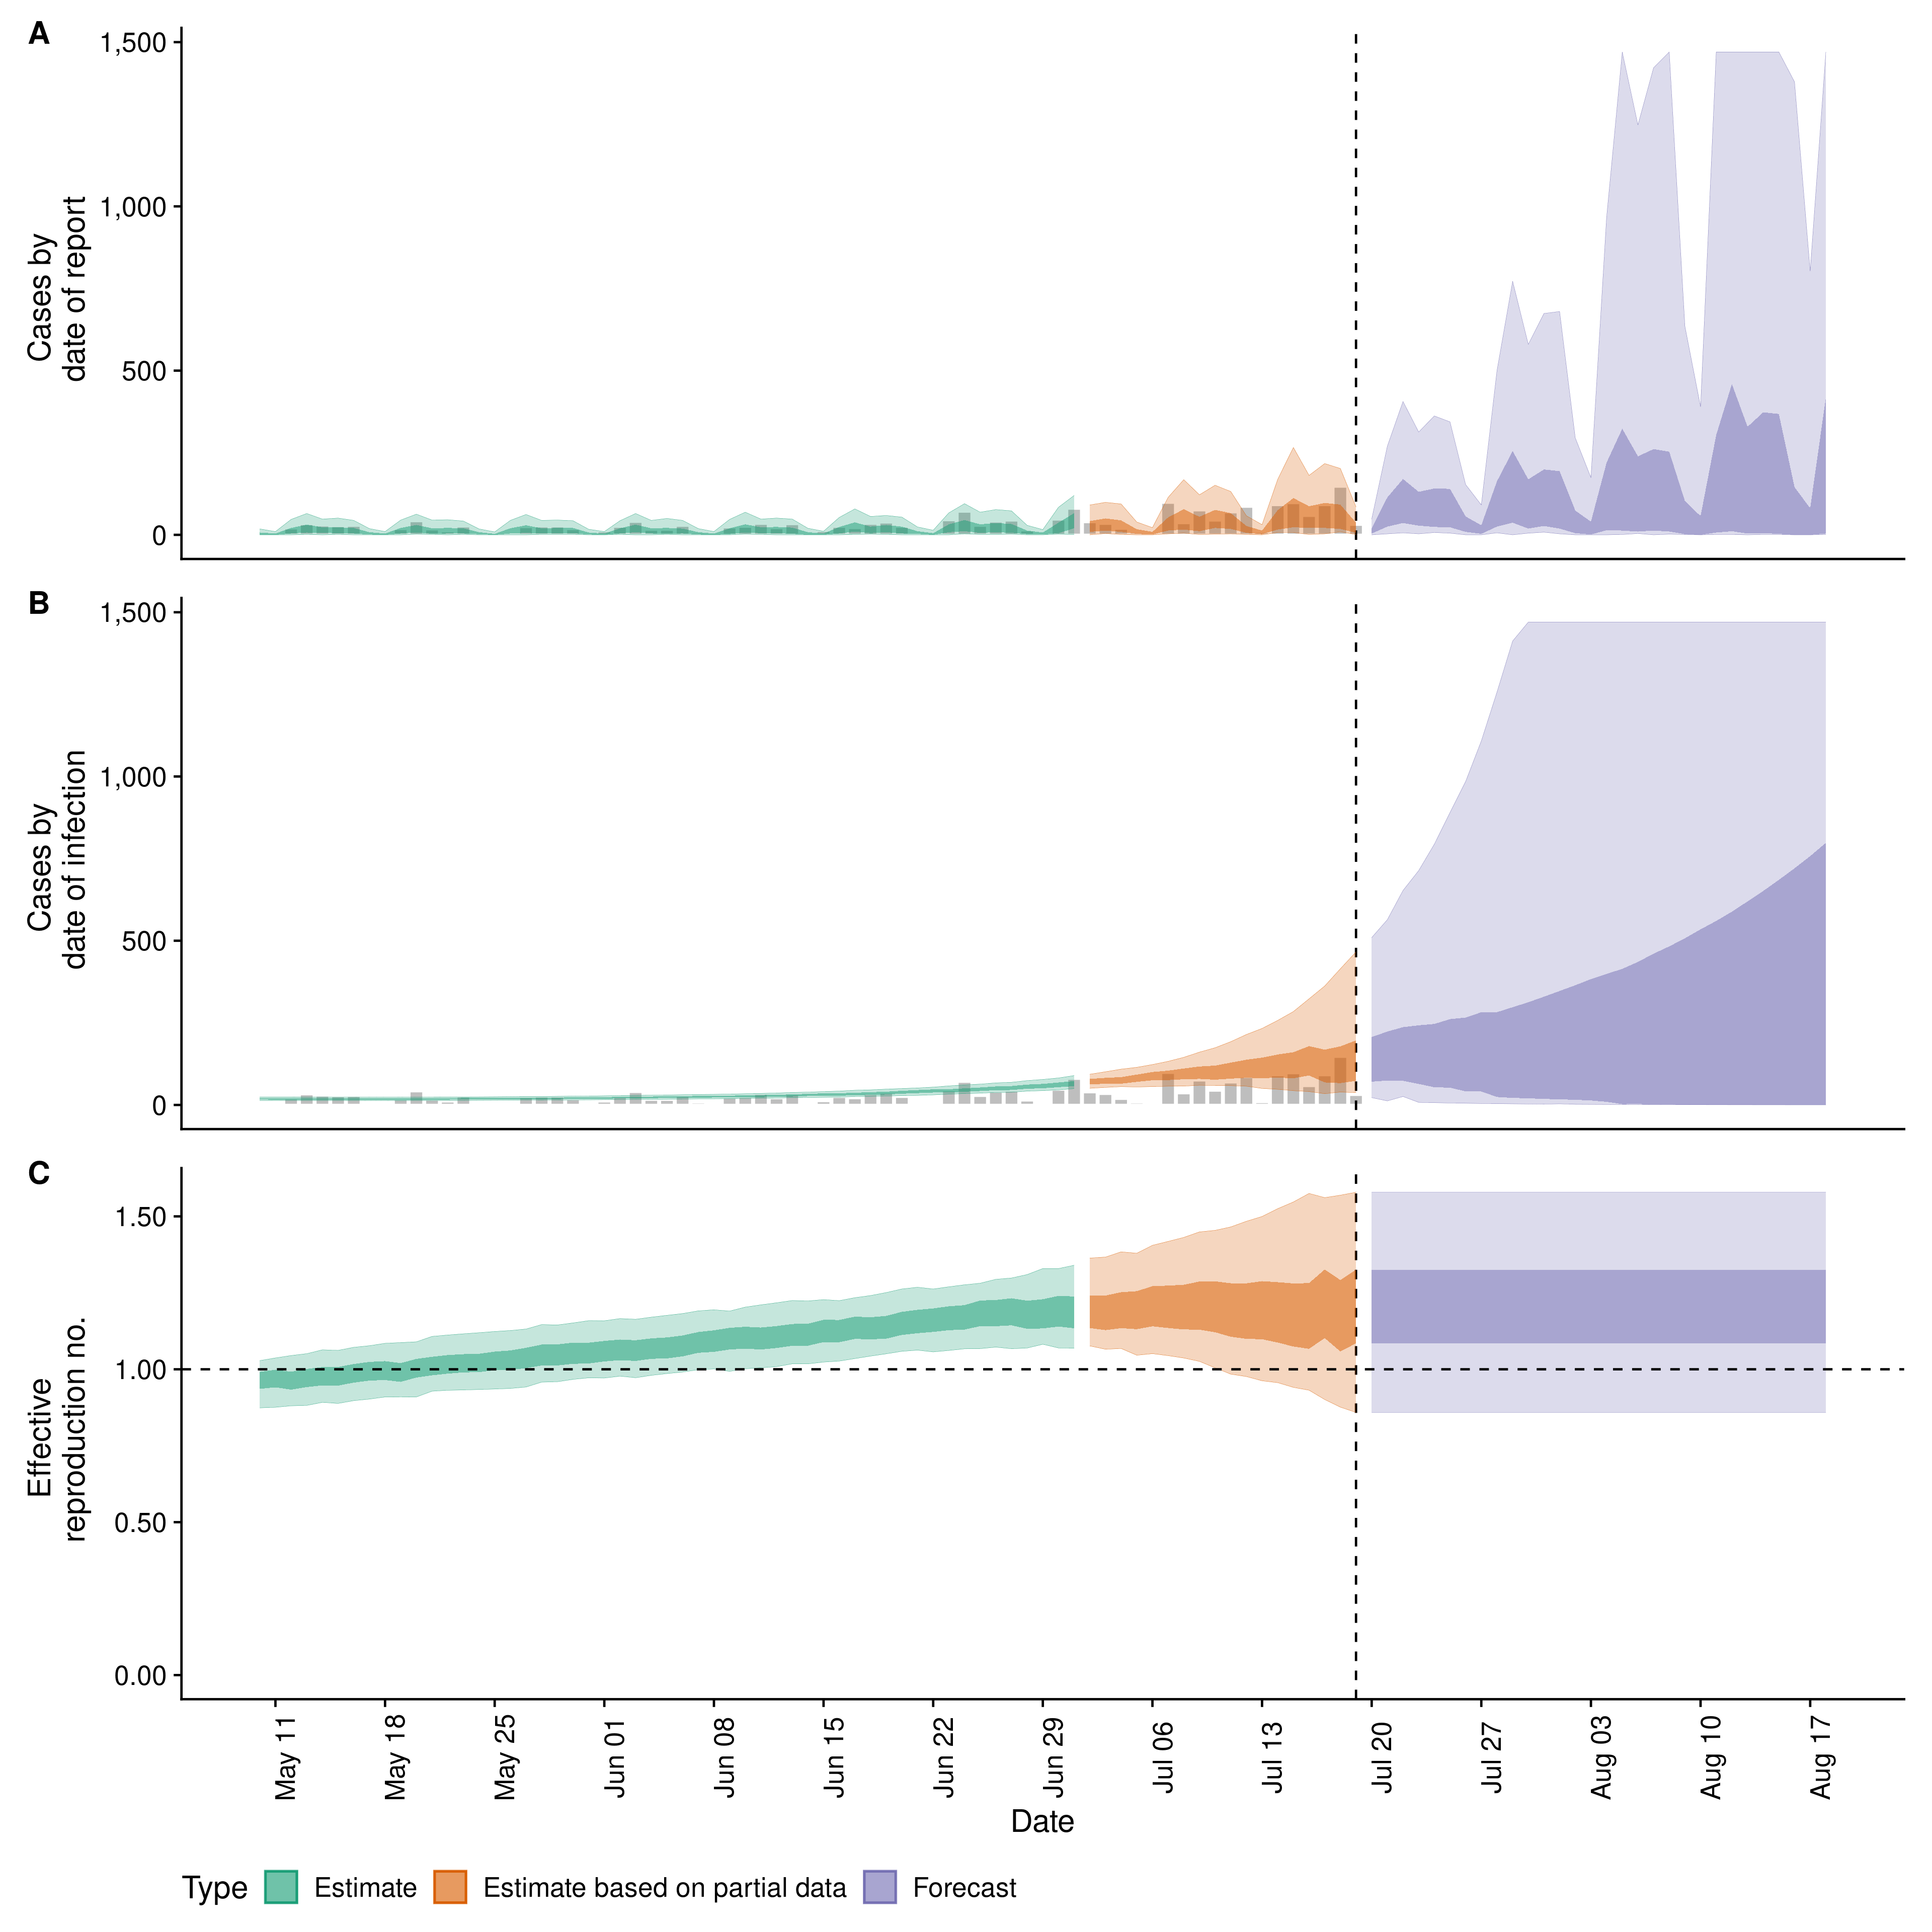 A
1,500
1,000
500
0
Cases by
date of report
B
1,500
1,000
500
0
Cases by
date of infection
C
1.50
1.00
0.50
0.00
Effective
reproduction no.
May 11
May 18
May 25
Jun 01
Jun 08
Jun 15
Jun 22
Jun 29
Jul 06
Jul 13
Jul 20
Jul 27
Aug 03
Aug 10
Aug 17
Date
Type Estimate Estimate based on partial data Forecast